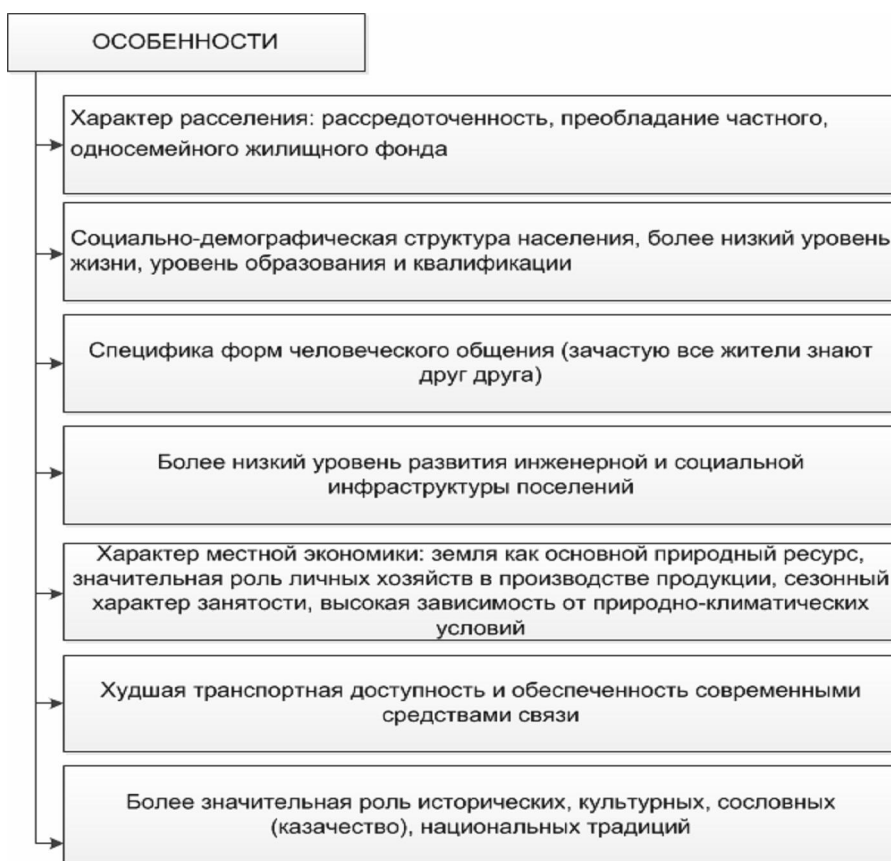 ОСОБЕННОСТИ
Характер расселения: рассредоточенность, преобладание частного,
односемейного жилищного фонда
Социально-демографическая структура населения, более низкий уровень
жизни, уровень образования и квалификации
Специфика форм человеческого общения (зачастую все жители знают
друг друга)
Более низкий уровень развития инженерной и социальной
инфраструктуры поселений
Характер местной экономики: земля как основной природный ресурс,
значительная роль личных хозяйств в производстве продукции, сезонный
характер занятости, высокая зависимость от природно-климатических
условий
Худшая транспортная доступность и обеспеченность современными
средствами связи
Более значительная роль исторических, культурных, сословных
(казачество), национальных традиций